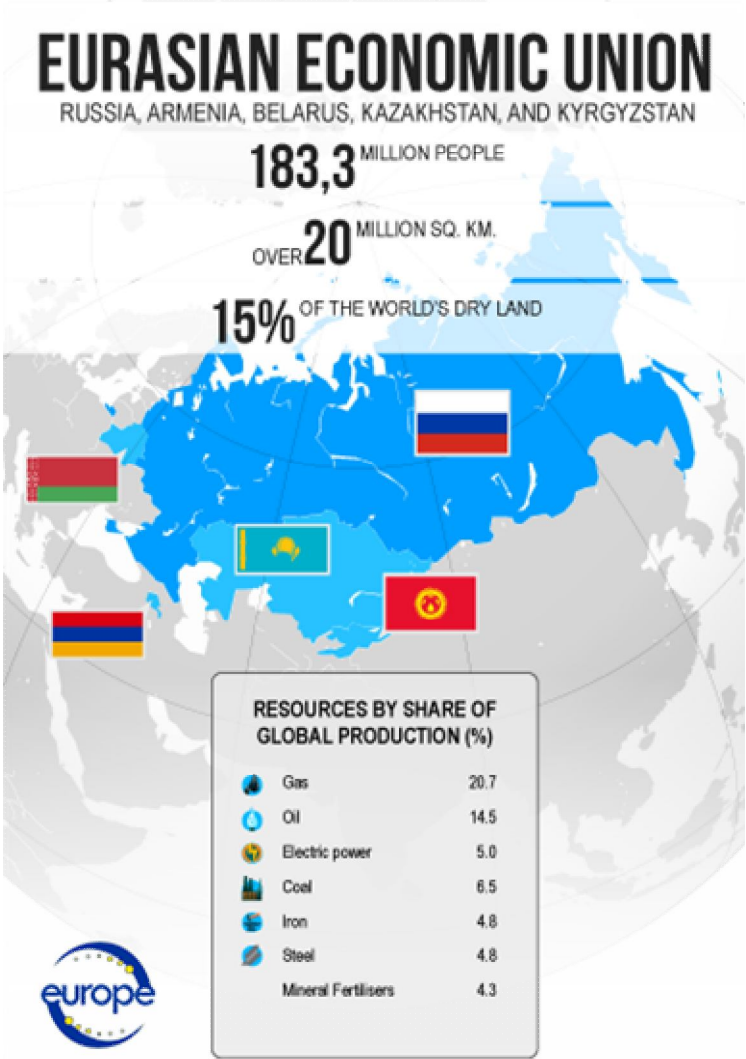 EURASIAN ECONOMIC UNION
RUSSIA, ARMENIA, BELARUS, KAZAKHSTAN, AND KYRGYZSTAN
183,3 MILLION PEOPLE
OVER 20 MILLION SQ. KM.
15% OF THE WORLD'S DRY LAND
RESOURCES BY SHARE OF
GLOBAL PRODUCTION (%)
Gas 20.7
Oil 14.5
Electric power 5.0
Coal 6.5
Iron 4.8
Steel 4.8
Mineral Fertilisers 4.3
europe